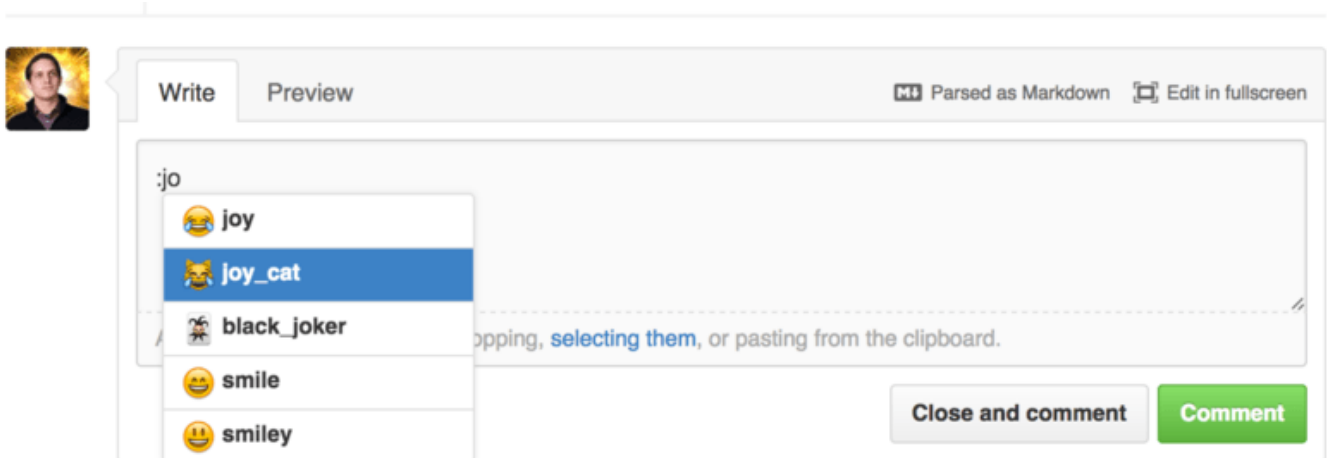 Write Preview Parsed as Markdown Edit in fullscreen
:jo
joy
joy_cat
black_joker
opping, selecting them, or pasting from the clipboard.
smile
Close and comment Comment
smiley